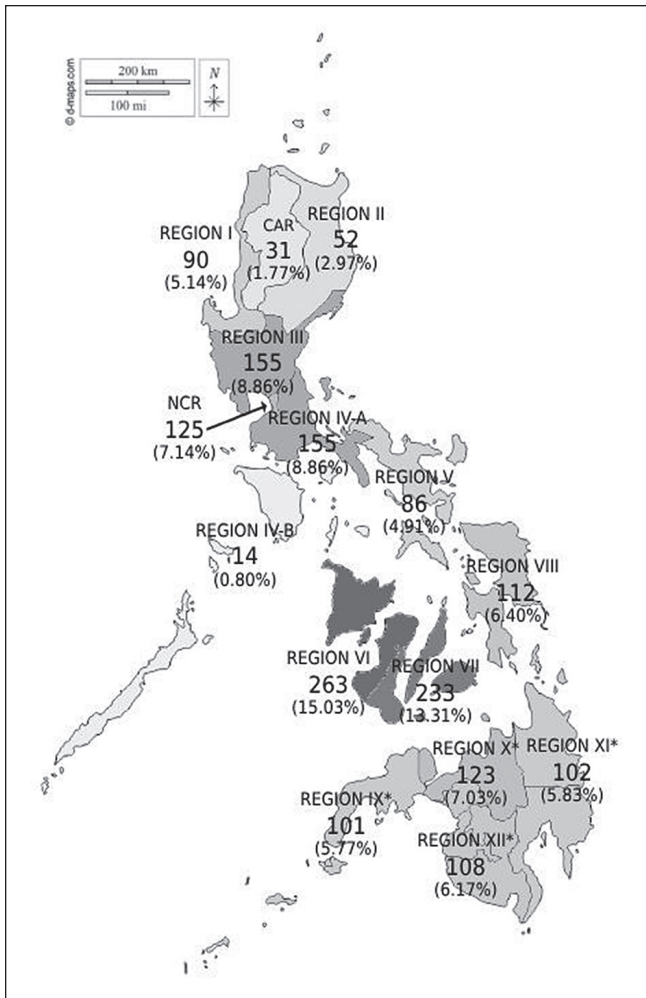 © d-maps.com
200 km
100 mi
N
REGION II
52
(2.97%)
CAR
31
(1.77%)
REGION I
90
(5.14%)
REGION III
155
(8.86%)
NCR
125
(7.14%)
REGION IV-A
155
(8.86%)
REGION V
86
(4.91%)
REGION IV-B
14
(0.80%)
REGION VIII
112
(6.40%)
REGION VI
263
(15.03%)
REGION VII
233
(13.31%)
REGION X*
123
(7.03%)
REGION XI*
102
(5.83%)
REGION IX*
101
(5.77%)
REGION XII*
108
(6.17%)